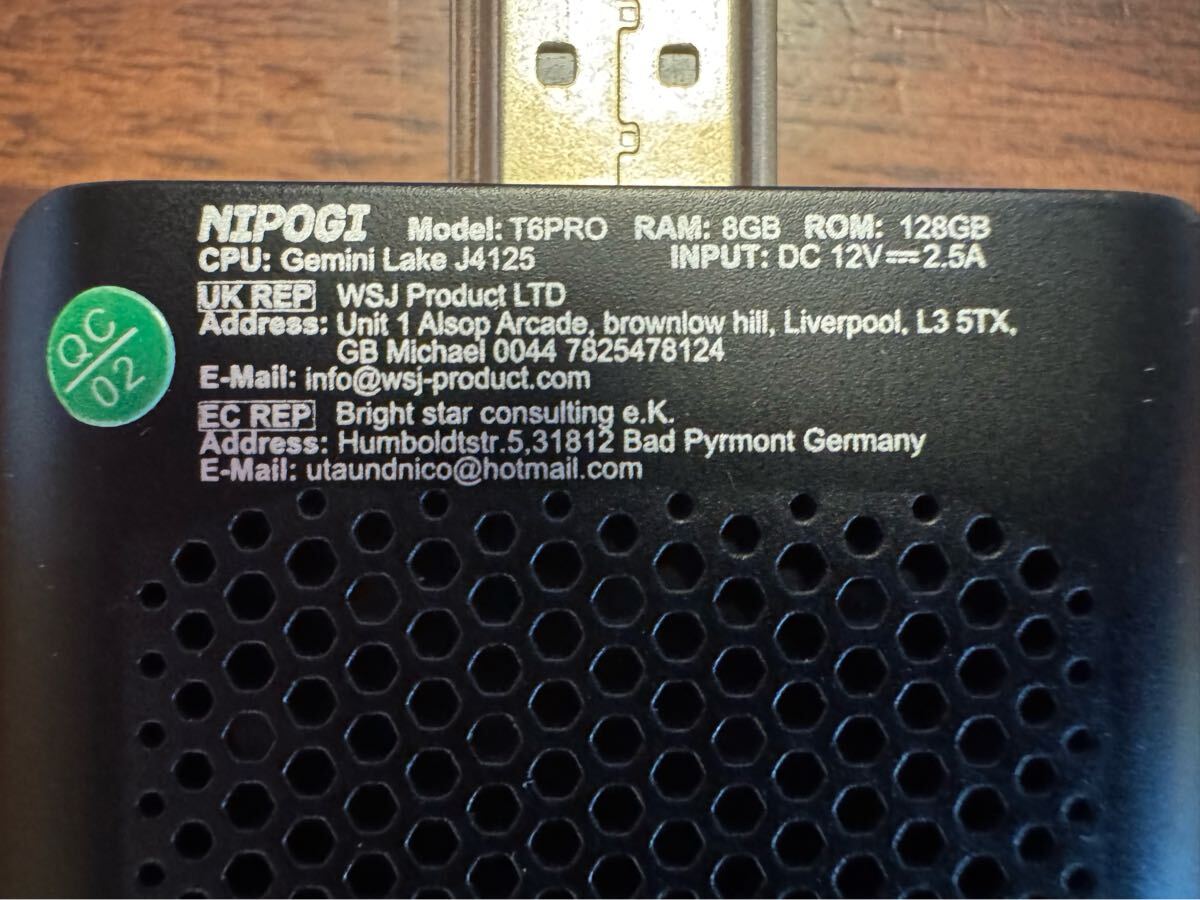 NIPOGI Model: T6PRO RAM: 8GB ROM: 128GB
CPU: Gemini Lake J4125 INPUT: DC 12V⎓2.5A
UK REP WSJ Product LTD
Address: Unit 1 Alsop Arcade, brownlow hill, Liverpool, L3 5TX,
GB Michael 0044 7825478124
E-Mail: info@wsj-product.com
EC REP Bright star consulting e.K.
Address: Humboldtstr.5,31812 Bad Pyrmont Germany
E-Mail: utaundnico@hotmail.com
QC/02